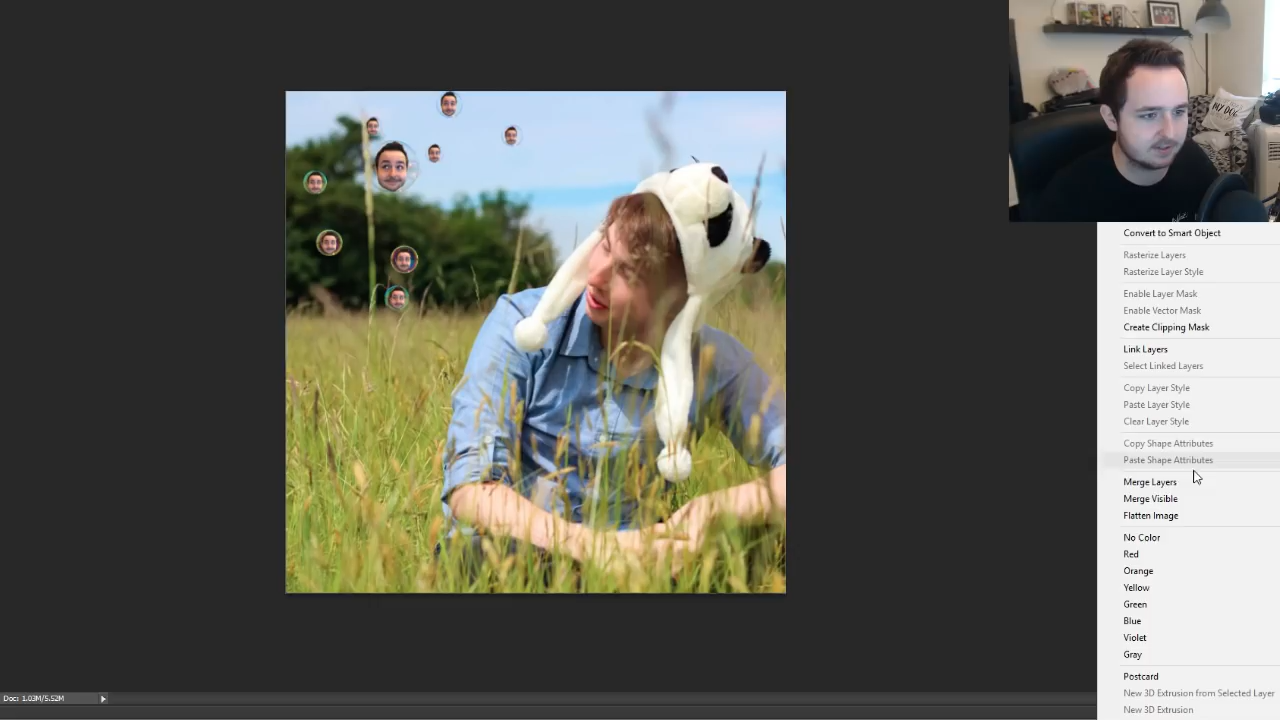 MY DOG
Convert to Smart Object
Rasterize Layers
Rasterize Layer Style
Enable Layer Mask
Enable Vector Mask
Create Clipping Mask
Link Layers
Select Linked Layers
Copy Layer Style
Paste Layer Style
Clear Layer Style
Copy Shape Attributes
Paste Shape Attributes
Merge Layers
Merge Visible
Flatten Image
No Color
Red
Orange
Yellow
Green
Blue
Violet
Gray
Postcard
New 3D Extrusion from Selected Layer
New 3D Extrusion
Doc: 1.03M/5.52M